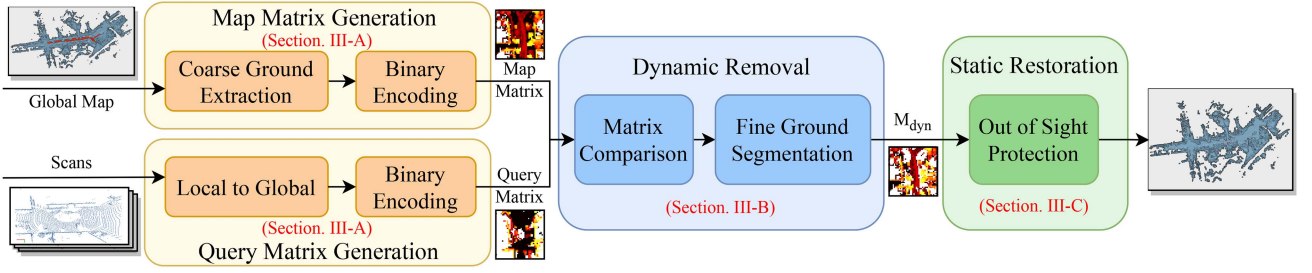 Map Matrix Generation
(Section. III-A)
Coarse Ground
Extraction
Binary
Encoding
Global Map
Map
Matrix
Scans
Local to Global
Binary
Encoding
(Section. III-A)
Query Matrix Generation
Query
Matrix
Dynamic Removal
Matrix
Comparison
Fine Ground
Segmentation
(Section. III-B)
M_dyn
Static Restoration
Out of Sight
Protection
(Section. III-C)